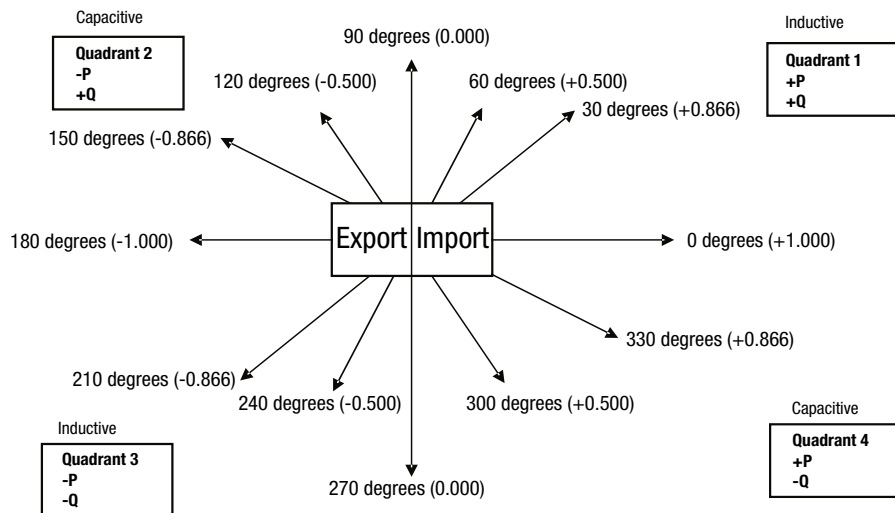 Capacitive
Quadrant 2
-P
+Q
90 degrees (0.000)
Inductive
Quadrant 1
+P
+Q
120 degrees (-0.500)
60 degrees (+0.500)
30 degrees (+0.866)
150 degrees (-0.866)
180 degrees (-1.000)
Export
Import
0 degrees (+1.000)
330 degrees (+0.866)
210 degrees (-0.866)
240 degrees (-0.500)
300 degrees (+0.500)
Inductive
Quadrant 3
-P
-Q
270 degrees (0.000)
Capacitive
Quadrant 4
+P
-Q